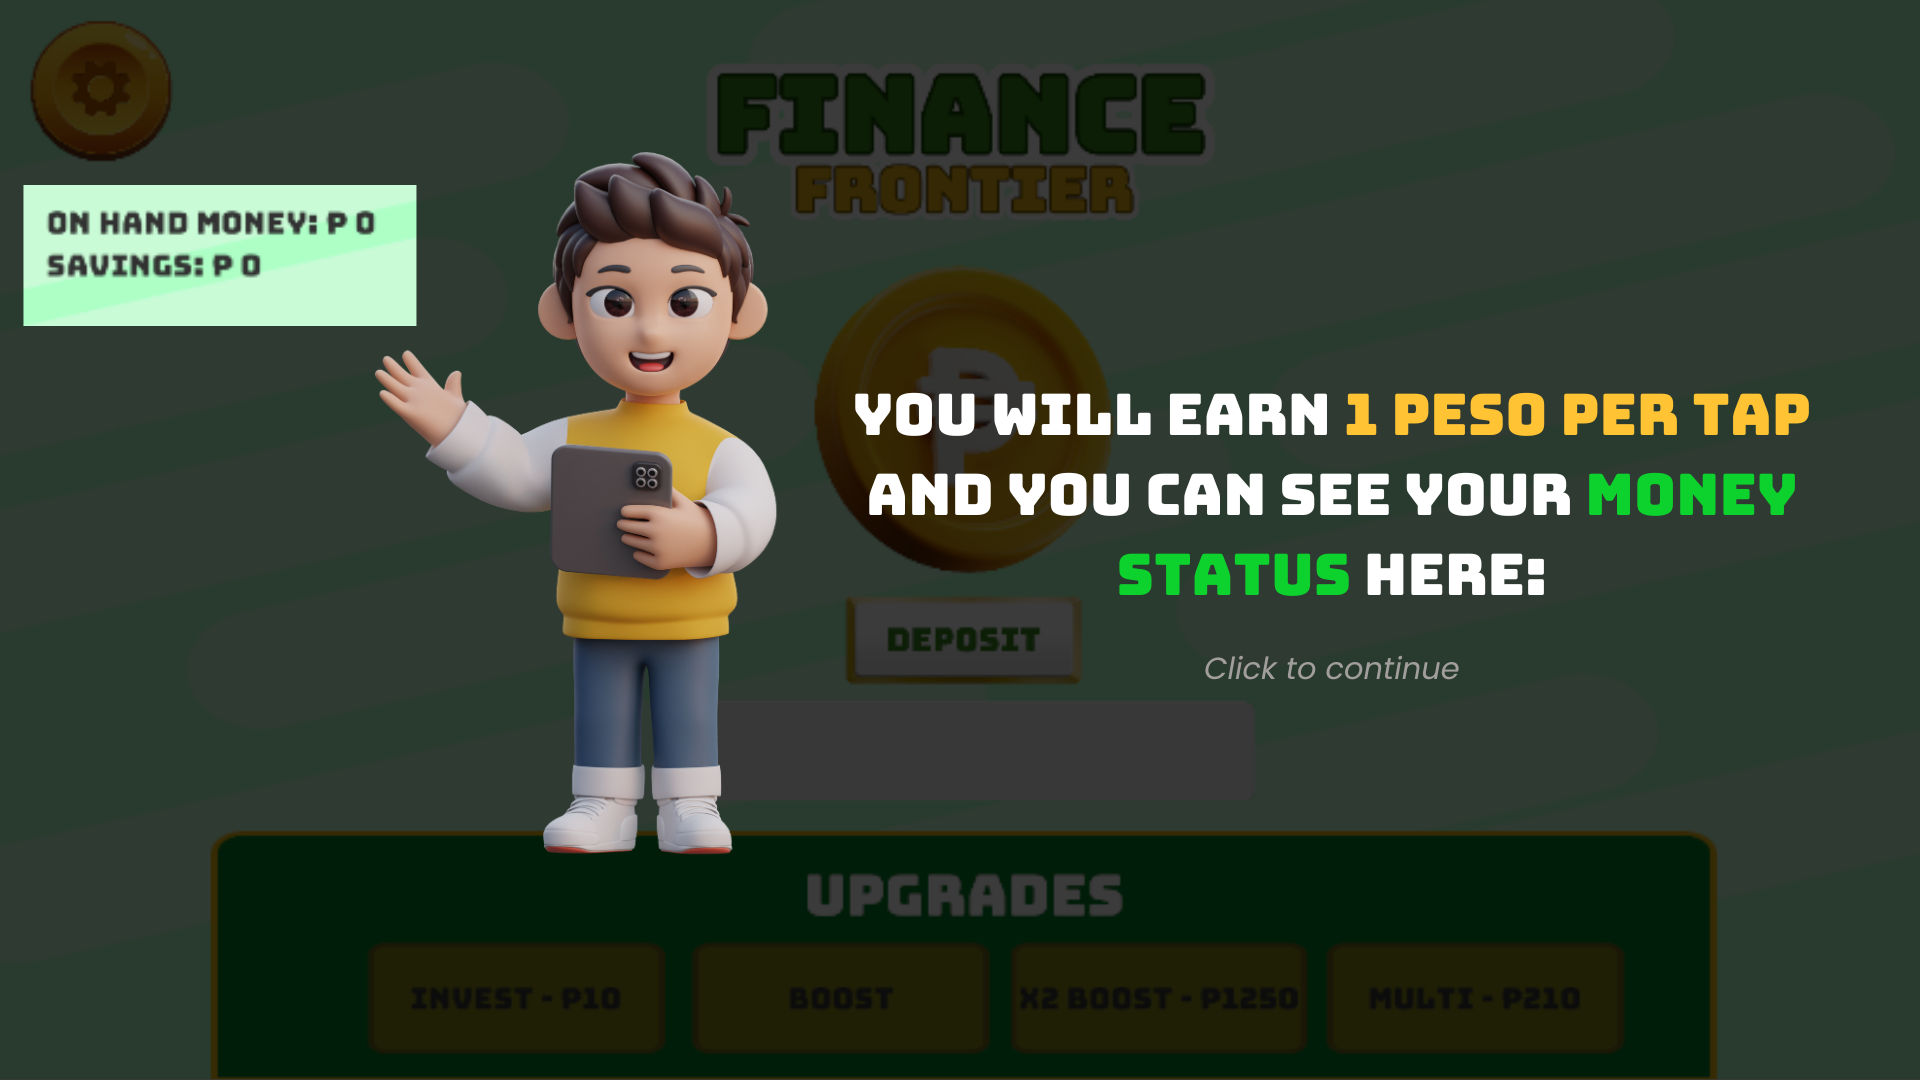 FINANCE
FRONTIER
ON HAND MONEY: P 0
SAVINGS: P 0
YOU WILL EARN 1 PESO PER TAP
AND YOU CAN SEE YOUR MONEY
STATUS HERE:
DEPOSIT
Click to continue
UPGRADES
INVEST - P10
BOOST
X2 BOOST - P1250
MULTI - P210